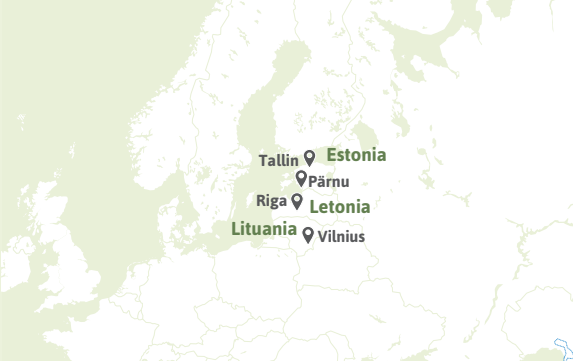 Tallin
Estonia
Pärnu
Riga
Letonia
Lituania
Vilnius